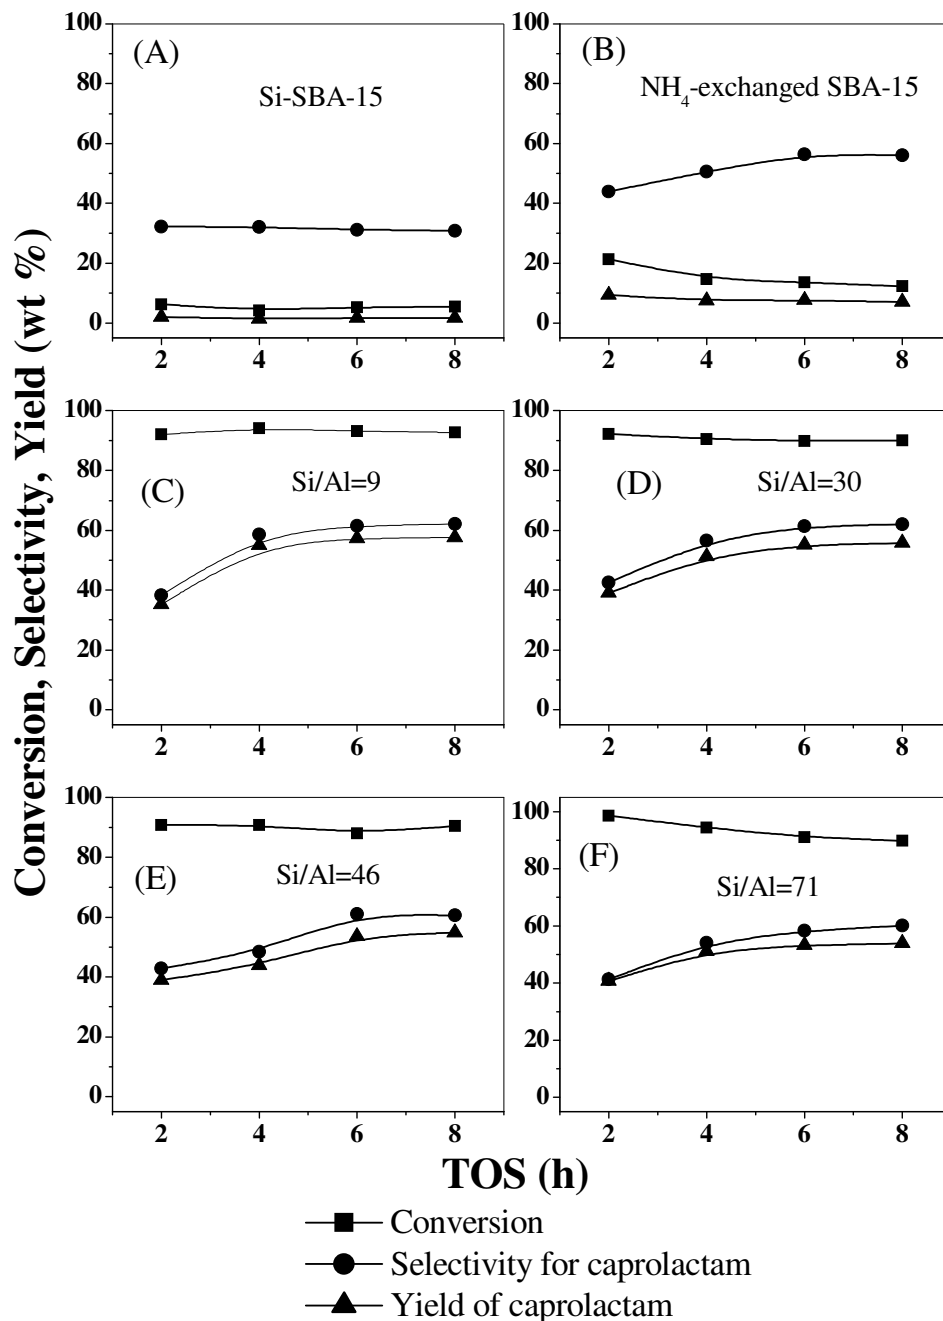 Conversion, Selectivity, Yield (wt %)
(A)
Si-SBA-15
100
80
60
40
20
0
2 4 6 8
(B)
NH4-exchanged SBA-15
100
80
60
40
20
0
2 4 6 8
(C)
Si/Al=9
100
80
60
40
20
0
2 4 6 8
(D)
Si/Al=30
100
80
60
40
20
0
2 4 6 8
(E)
Si/Al=46
100
80
60
40
20
0
2 4 6 8
(F)
Si/Al=71
100
80
60
40
20
0
2 4 6 8
TOS (h)
Conversion
Selectivity for caprolactam
Yield of caprolactam